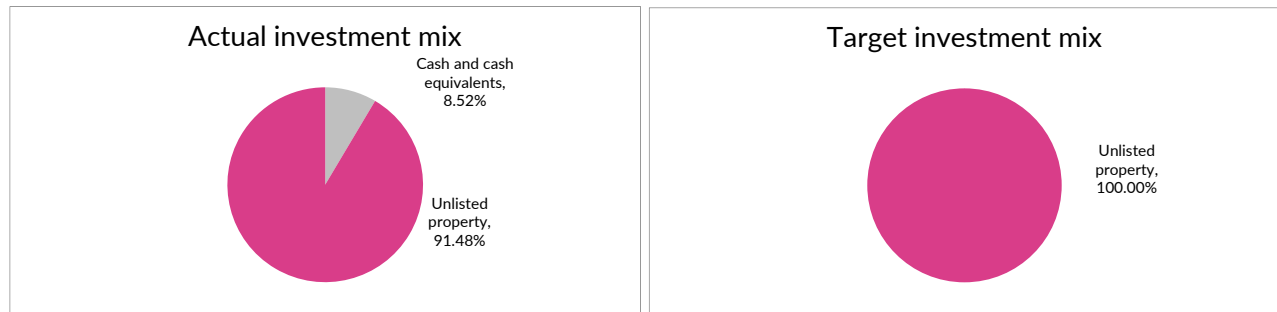 Actual investment mix
Cash and cash
equivalents,
8.52%
Unlisted
property,
91.48%
Target investment mix
Unlisted
property,
100.00%